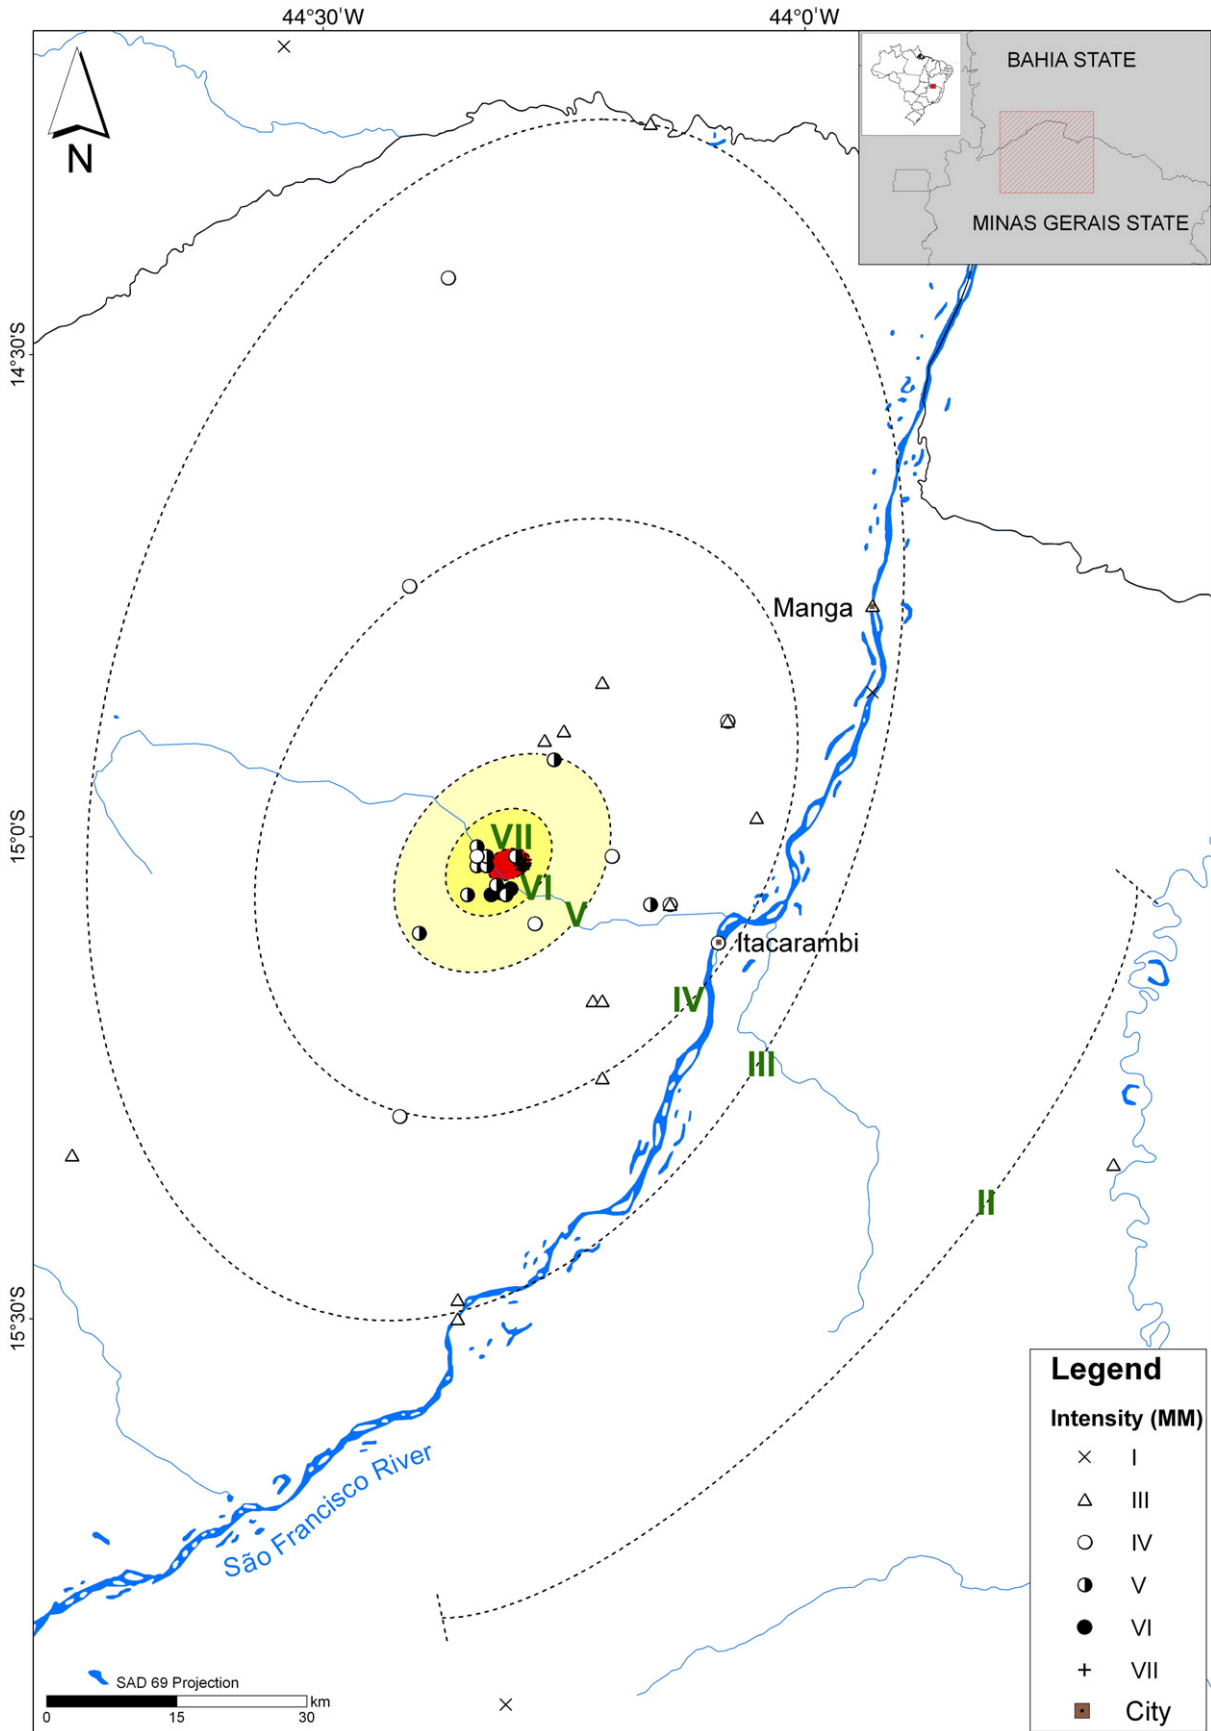 44°30'W
44°0'W
BAHIA STATE
MINAS GERAIS STATE
N
14°30'S
Manga
15°0'S
VII
VI
V
Itacarambi
IV
III
II
15°30'S
São Francisco River
Legend
Intensity (MM)
I
III
IV
V
VI
VII
City
SAD 69 Projection
km
0 15 30